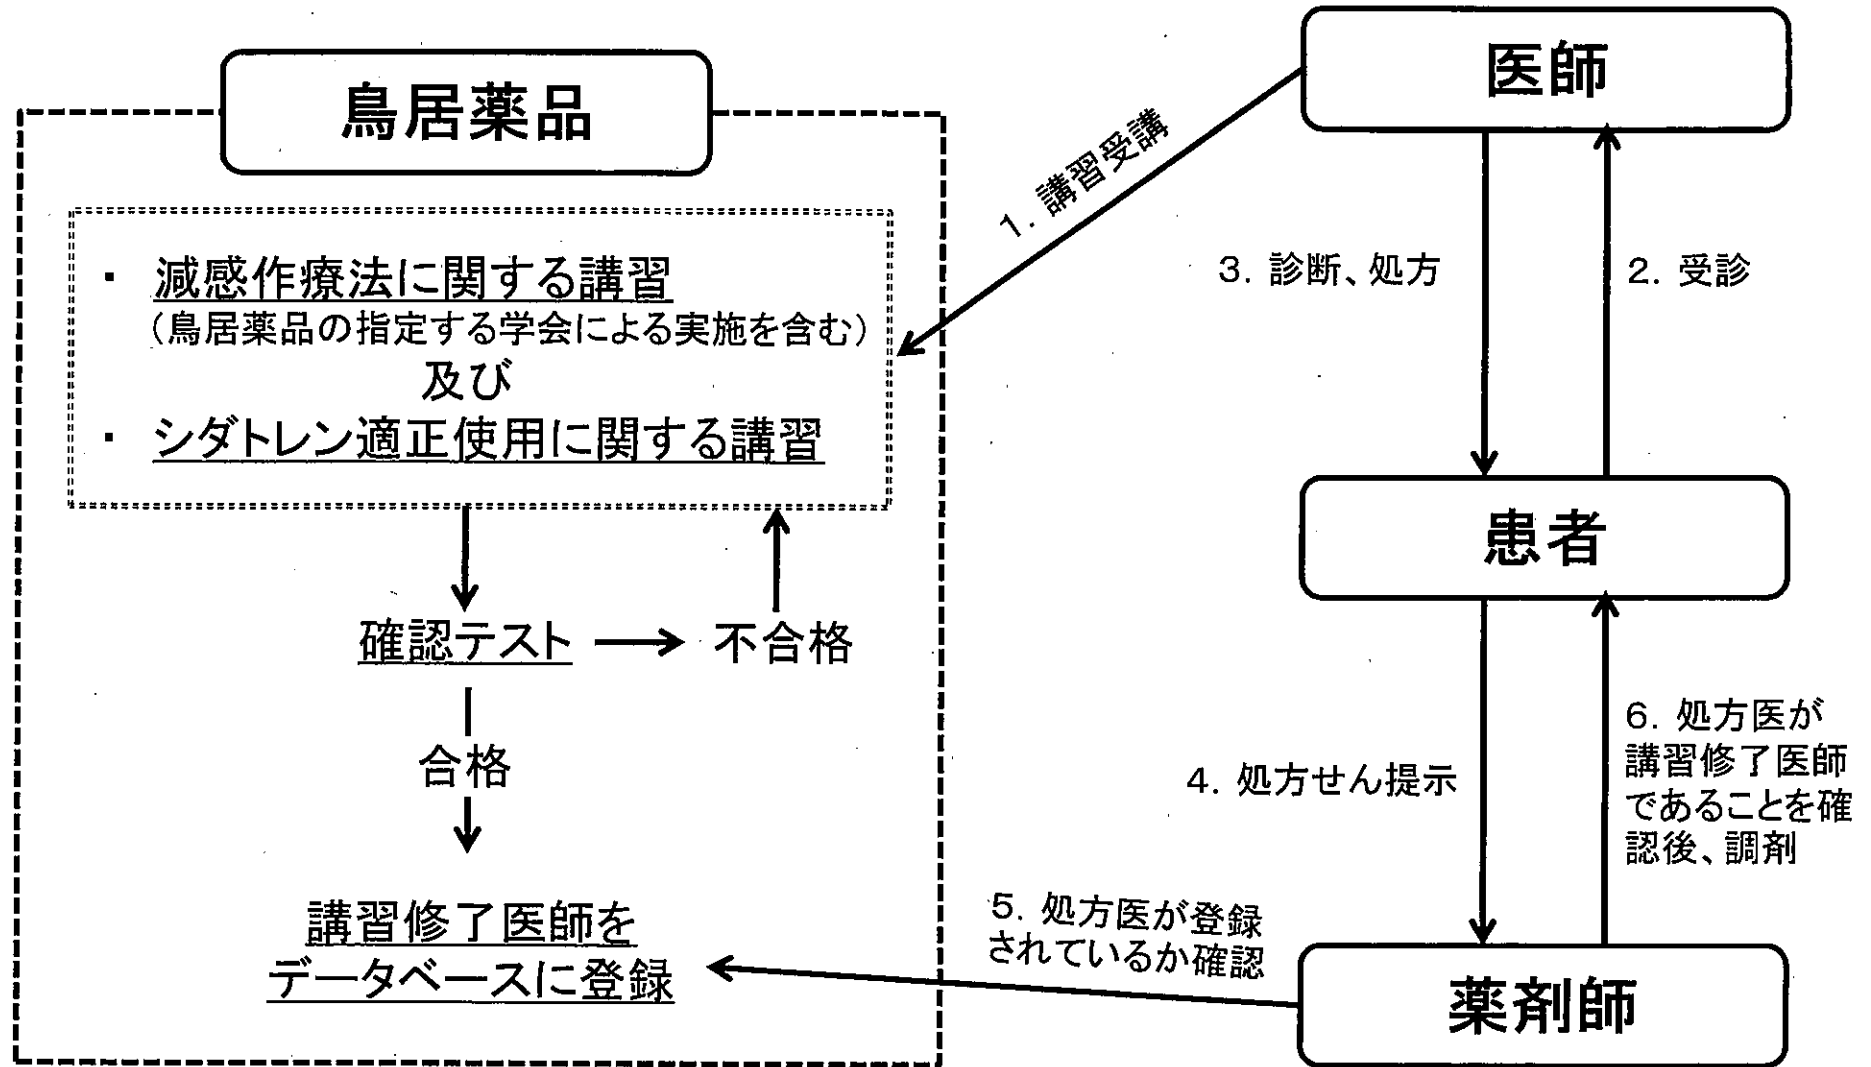 鳥居薬品
・ 減感作療法に関する講習
（鳥居薬品の指定する学会による実施を含む）
及び
・ シダトレン適正使用に関する講習
確認テスト
不合格
合格
講習修了医師を
データベースに登録
医師
1. 講習受講
3. 診断、処方
2. 受診
患者
4. 処方せん提示
6. 処方医が
講習修了医師
であることを確
認後、調剤
5. 処方医が登録
されているか確認
薬剤師